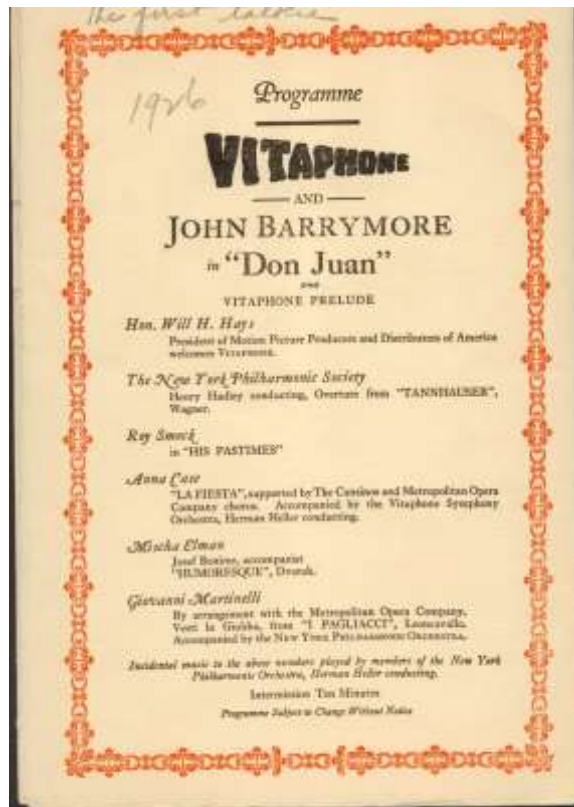 the first talkie
1926
Programme
VITAPHONE
AND
JOHN BARRYMORE
in "Don Juan"
AND
VITAPHONE PRELUDE
Hon. Will H. Hays
President of Motion Picture Producers and Distributors of America
welcomes VITAPHONE.
The New York Philharmonic Society
Henry Hadley conducting, Overture from "TANNHAUSER",
Wagner.
Roy Smeck
in "HIS PASTIMES"
Anna Case
"LA FIESTA", supported by The Cansinos and Metropolitan Opera
Company chorus. Accompanied by the Vitaphone Symphony
Orchestra, Herman Heller conducting.
Mischa Elman
Josef Bonime, accompanist
"HUMORESQUE", Dvorak.
Giovanni Martinelli
By arrangement with the Metropolitan Opera Company,
Vesti la Giubba, from "I PAGLIACCI", Leoncavallo.
Accompanied by the NEW YORK PHILHARMONIC ORCHESTRA.
Incidental music to the above numbers played by members of the New York
Philharmonic Orchestra, Herman Heller conducting.
Intermission Ten Minutes
Programme Subject to Change Without Notice